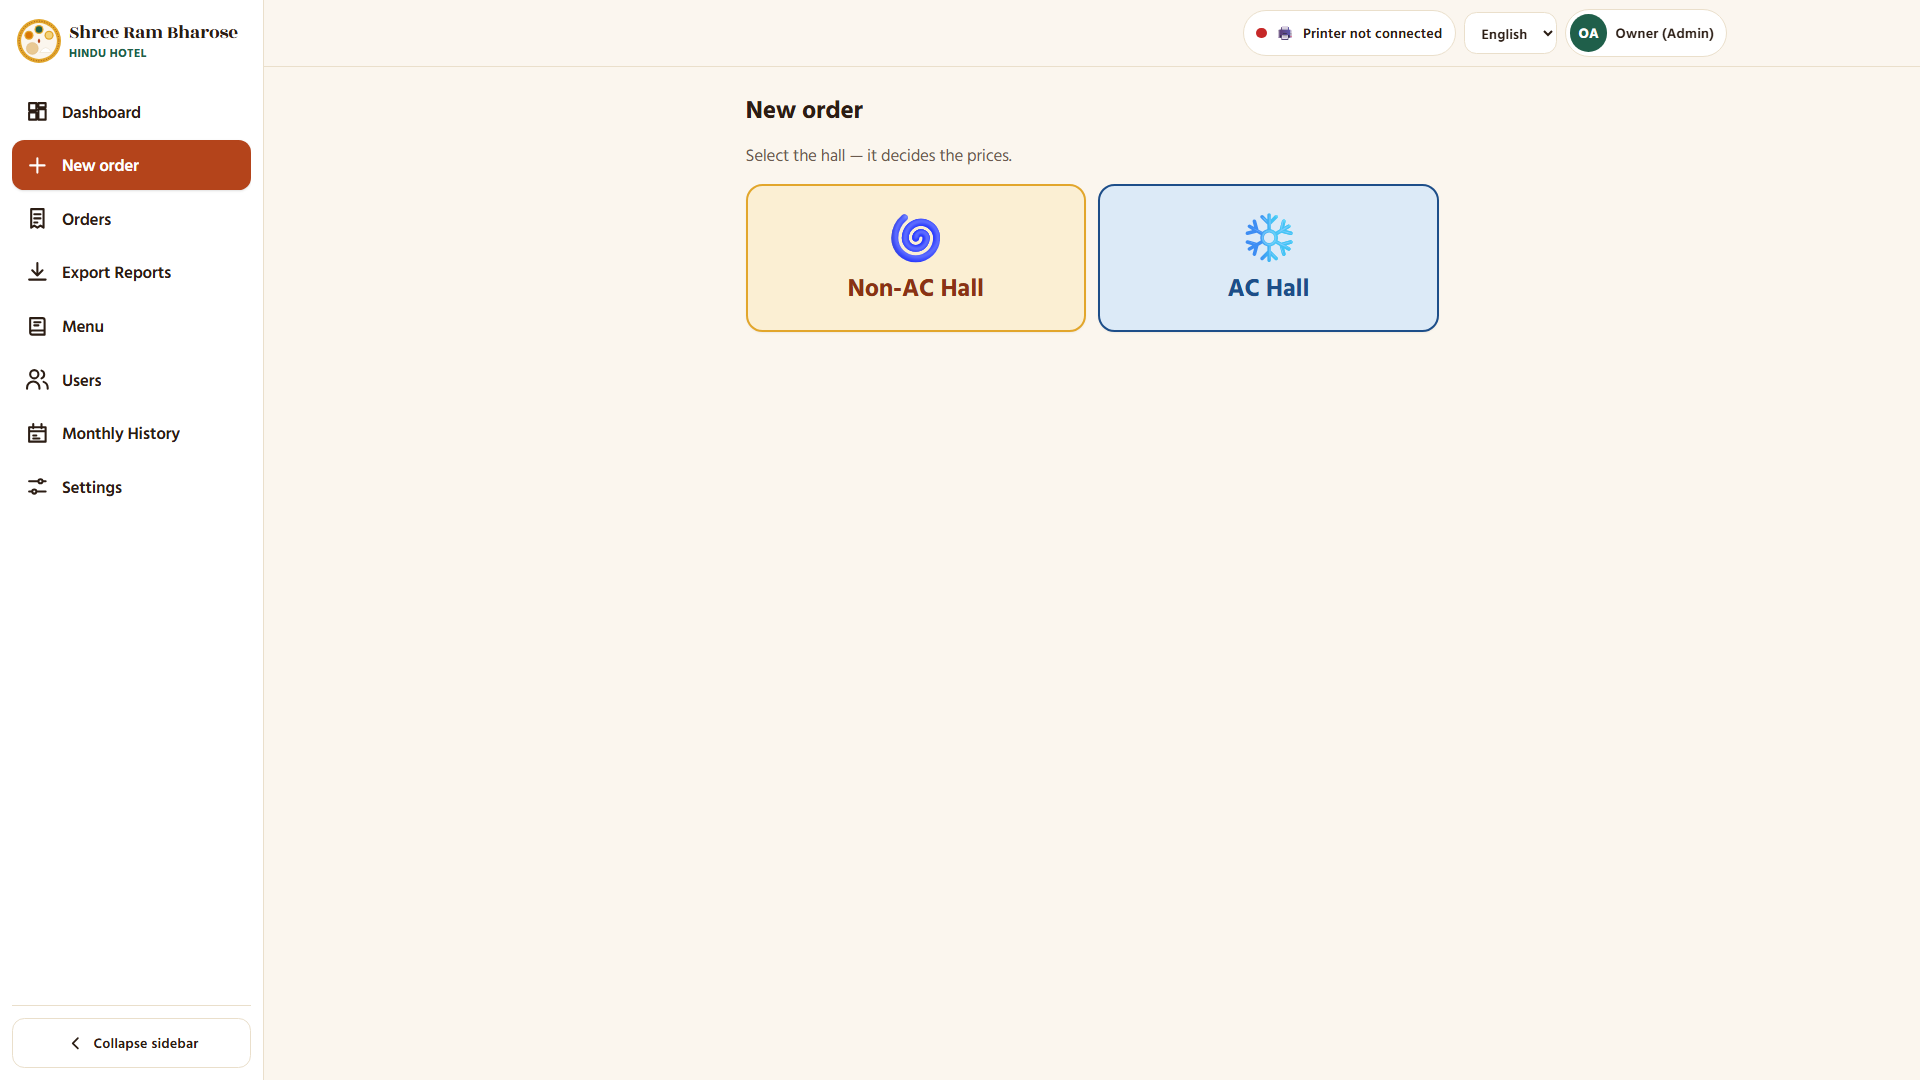 Shree Ram Bharose
HINDU HOTEL
Dashboard
New order
Orders
Export Reports
Menu
Users
Monthly History
Settings
Collapse sidebar
Printer not connected
English
OA
Owner (Admin)
New order
Select the hall — it decides the prices.
Non-AC Hall
AC Hall